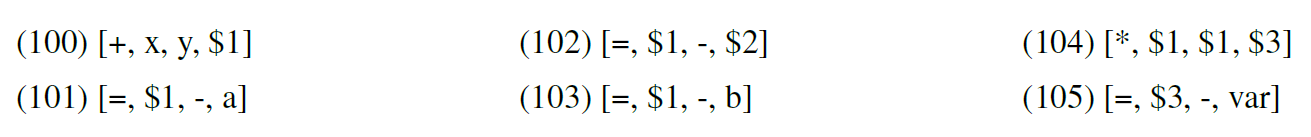 (100) [+, x, y, $1]
(101) [=, $1, -, a]
(102) [=, $1, -, $2]
(103) [=, $1, -, b]
(104) [*, $1, $1, $3]
(105) [=, $3, -, var]